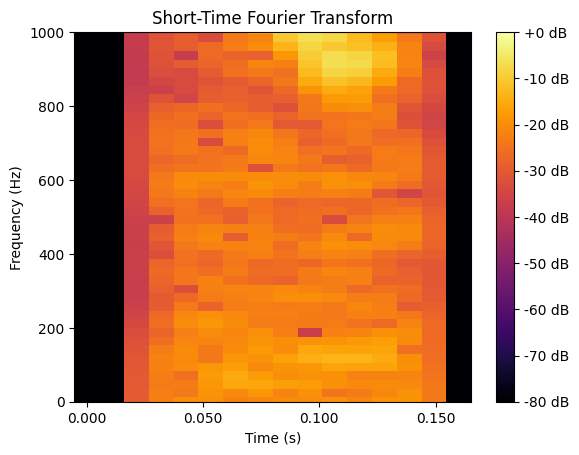 Short-Time Fourier Transform
1000
800
600
400
200
0
Frequency (Hz)
0.000
0.050
0.100
0.150
Time (s)
+0 dB
-10 dB
-20 dB
-30 dB
-40 dB
-50 dB
-60 dB
-70 dB
-80 dB